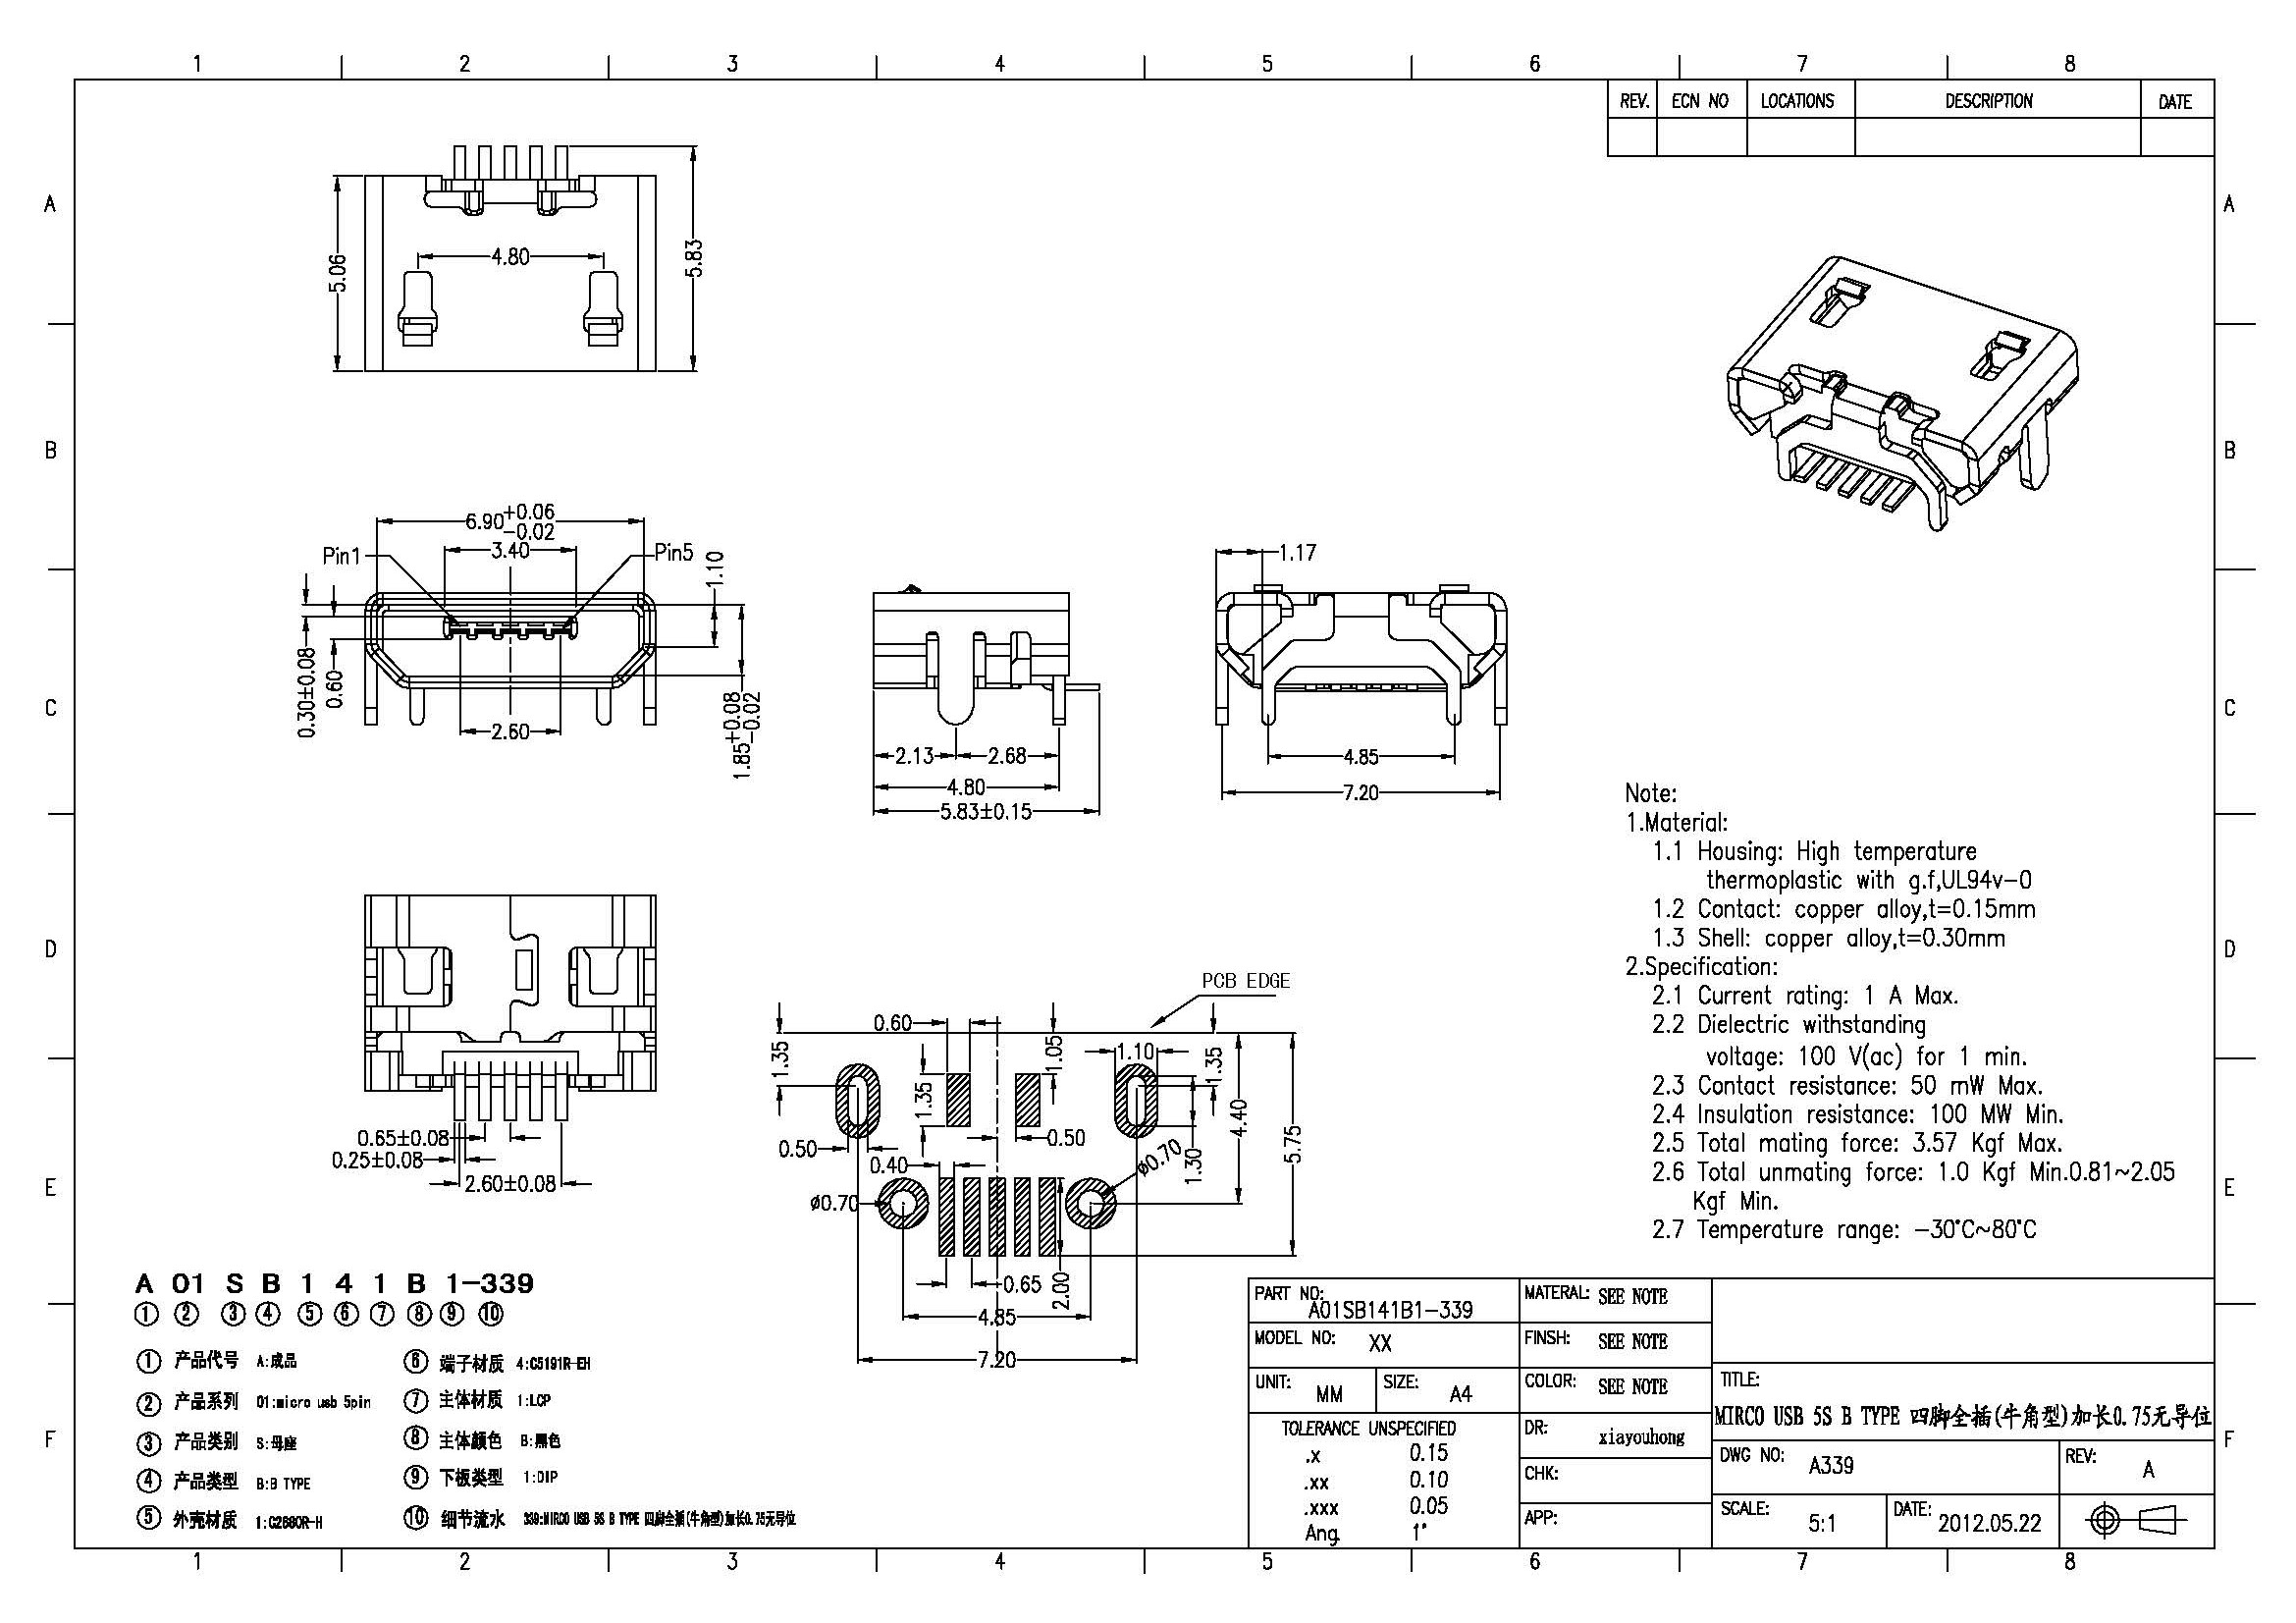 1 2 3 4 5 6 7 8
REV. ECN NO LOCATIONS DESCRIPTION DATE
A A
B B
C C
D D
E E
F F
5.06
4.80
5.83
6.90+0.06
-0.02
3.40
Pin1
Pin5
1.10
0.30±0.08
0.60
2.60
1.85+0.08
-0.02
2.13
2.68
4.80
5.83±0.15
1.17
4.85
7.20
0.65±0.08
0.25±0.08
2.60±0.08
PCB EDGE
0.60
1.35
1.05
1.10
1.35
1.35
4.40
5.75
0.50
0.50
0.40
ø0.70
1.30
ø0.70
0.65
2.00
4.85
7.20
Note:
1.Material:
1.1 Housing: High temperature
thermoplastic with g.f,UL94v-0
1.2 Contact: copper alloy,t=0.15mm
1.3 Shell: copper alloy,t=0.30mm
2.Specification:
2.1 Current rating: 1 A Max.
2.2 Dielectric withstanding
voltage: 100 V(ac) for 1 min.
2.3 Contact resistance: 50 mW Max.
2.4 Insulation resistance: 100 MW Min.
2.5 Total mating force: 3.57 Kgf Max.
2.6 Total unmating force: 1.0 Kgf Min.0.81~2.05
Kgf Min.
2.7 Temperature range: -30°C~80°C
A 01 S B 1 4 1 B 1-339
① ② ③ ④ ⑤ ⑥ ⑦ ⑧ ⑨ ⑩
① 产品代号 A:成品
② 产品系列 01:micro usb 5pin
③ 产品类别 S:母座
④ 产品类型 B:B TYPE
⑤ 外壳材质 1:C2680R-H
⑥ 端子材质 4:C5191R-EH
⑦ 主体材质 1:LCP
⑧ 主体颜色 B:黑色
⑨ 下板类型 1:DIP
⑩ 细节流水 339:MIRCO USB 5S B TYPE 四脚全插(牛角型)加长0.75无导位
PART NO: A01SB141B1-339
MODEL NO: XX
UNIT: MM SIZE: A4
TOLERANCE UNSPECIFIED
.x 0.15
.xx 0.10
.xxx 0.05
Ang. 1°
MATERAL: SEE NOTE
FINSH: SEE NOTE
COLOR: SEE NOTE
DR: xiayouhong
CHK:
APP:
TITLE:
MIRCO USB 5S B TYPE 四脚全插(牛角型)加长0.75无导位
DWG NO: A339 REV: A
SCALE: 5:1 DATE: 2012.05.22
1 2 3 4 5 6 7 8